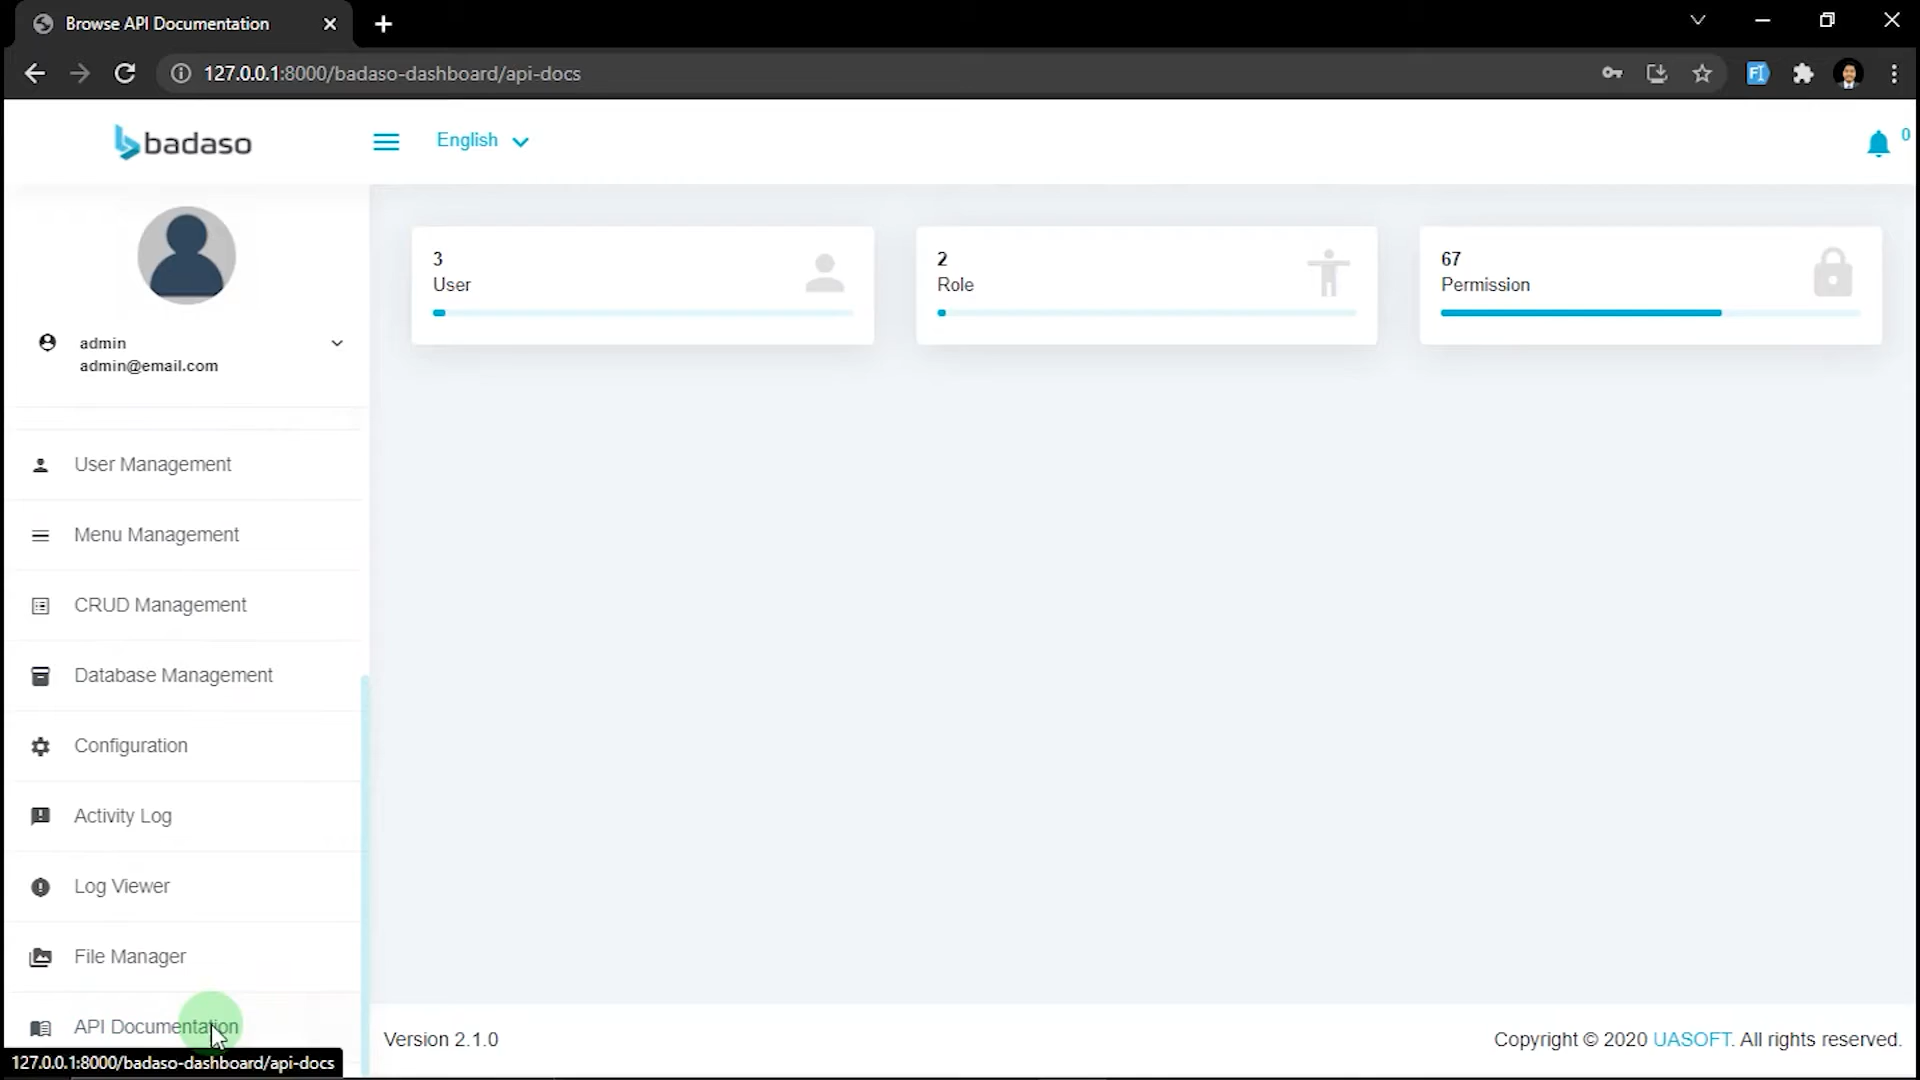 Browse API Documentation
127.0.0.1:8000/badaso-dashboard/api-docs
badaso
English
0
admin
admin@email.com
3
User
2
Role
67
Permission
User Management
Menu Management
CRUD Management
Database Management
Configuration
Activity Log
Log Viewer
File Manager
API Documentation
127.0.0.1:8000/badaso-dashboard/api-docs
Version 2.1.0
Copyright © 2020 UASOFT. All rights reserved.